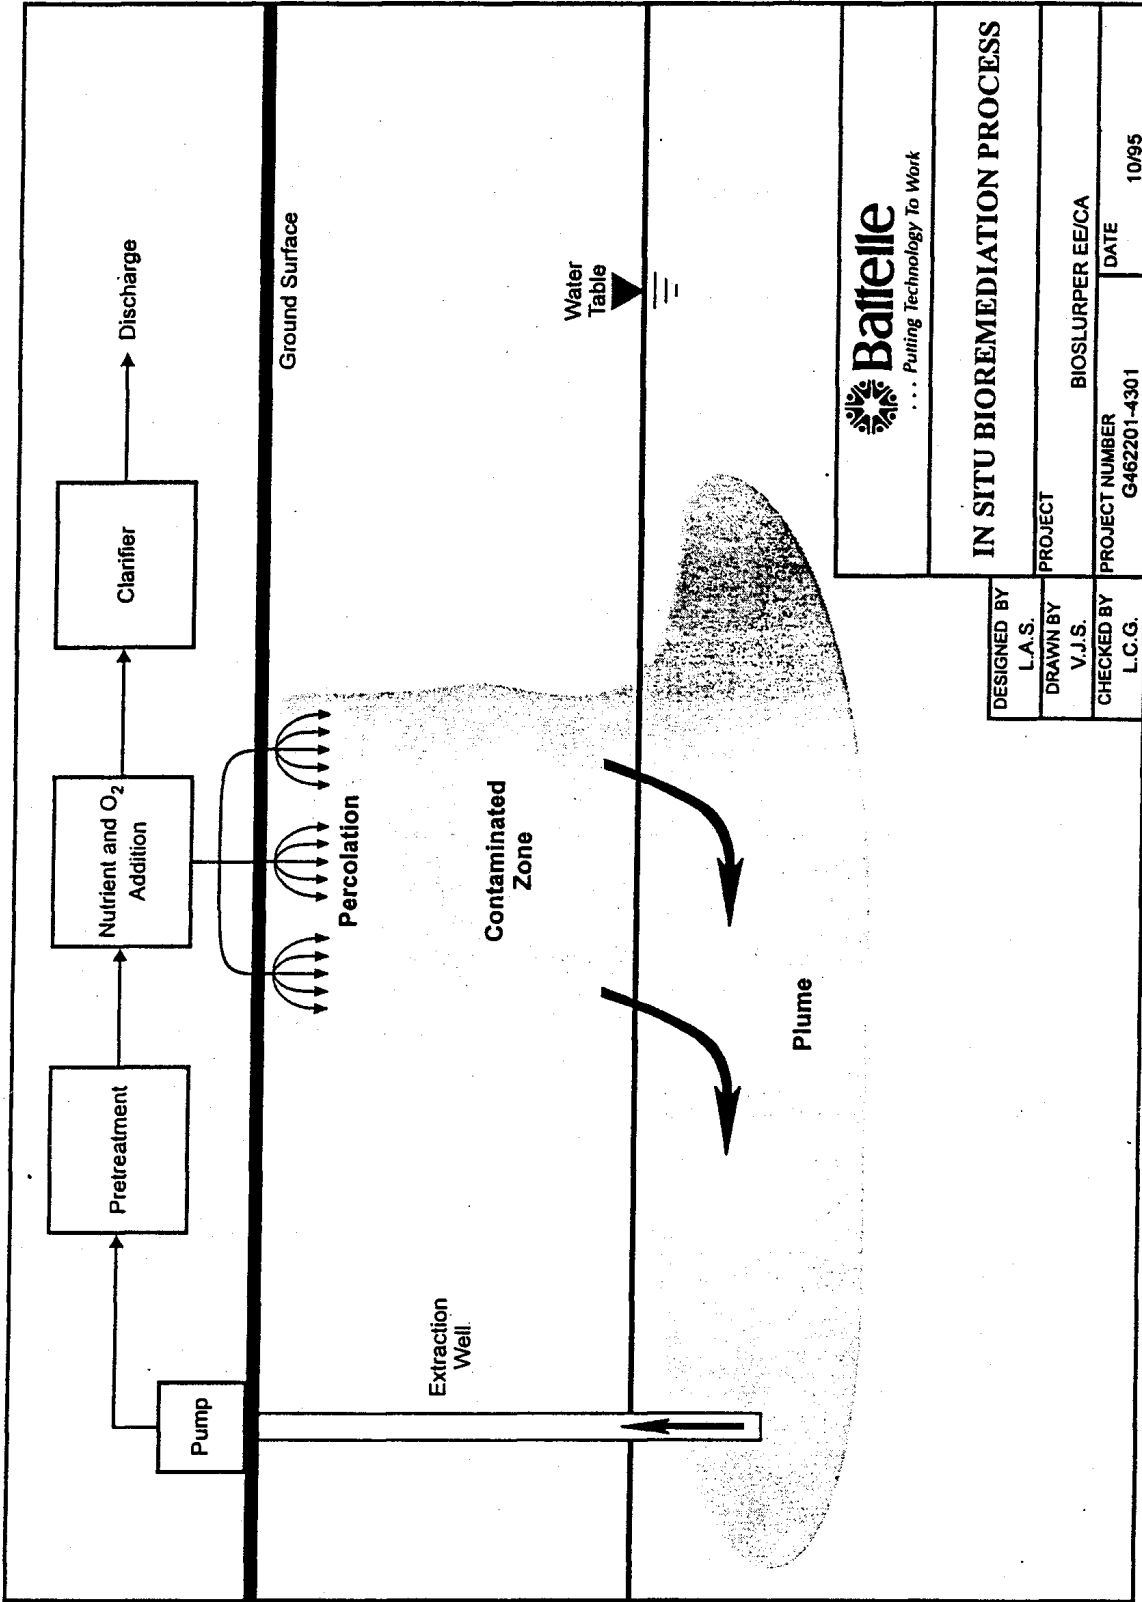 Pump
Pretreatment
Nutrient and O2
Addition
Clarifier
Discharge
Ground Surface
Percolation
Contaminated
Zone
Extraction
Well
Water
Table
Plume
Battelle
. . . Putting Technology To Work
IN SITU BIOREMEDIATION PROCESS
DESIGNED BY
L.A.S.
DRAWN BY
V.J.S.
CHECKED BY
L.C.G.
PROJECT
BIOSLURPER EE/CA
PROJECT NUMBER
G462201-4301
DATE
10/95